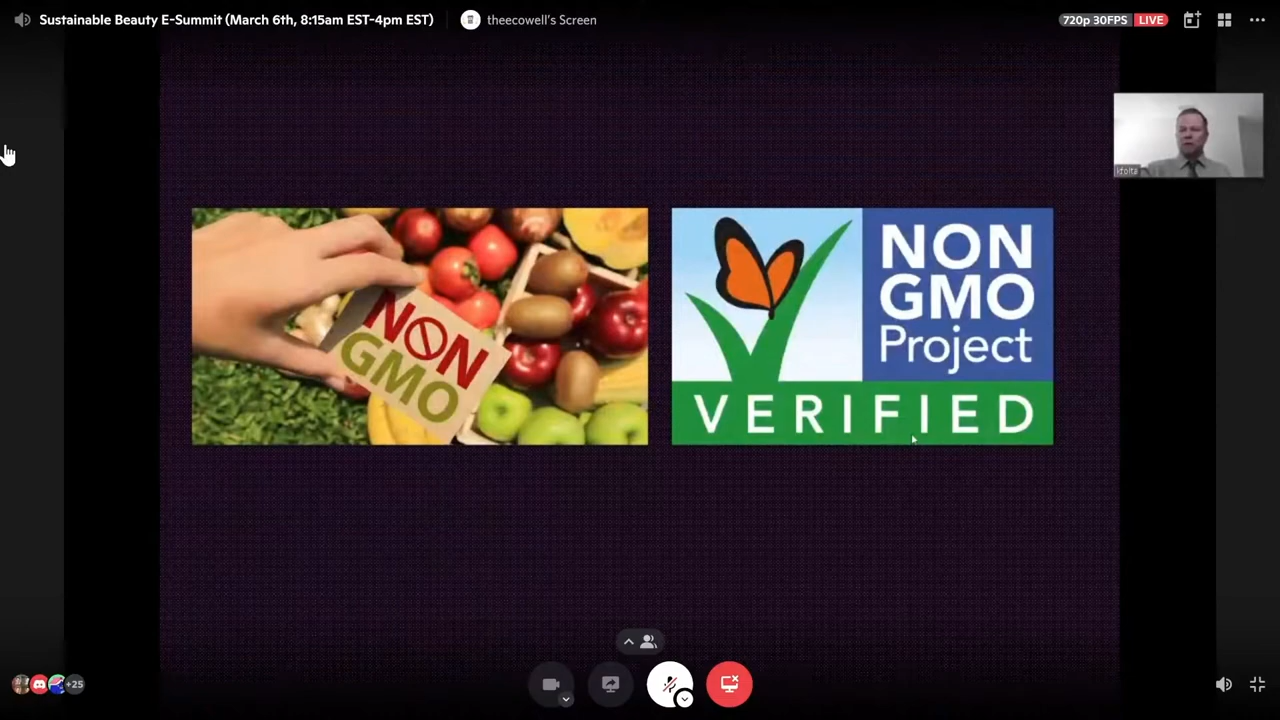 Sustainable Beauty E-Summit (March 6th, 8:15am EST-4pm EST)
theecowell's Screen
720p 30FPS
LIVE
kfolta
NON
GMO
NON
GMO
Project
VERIFIED
+25